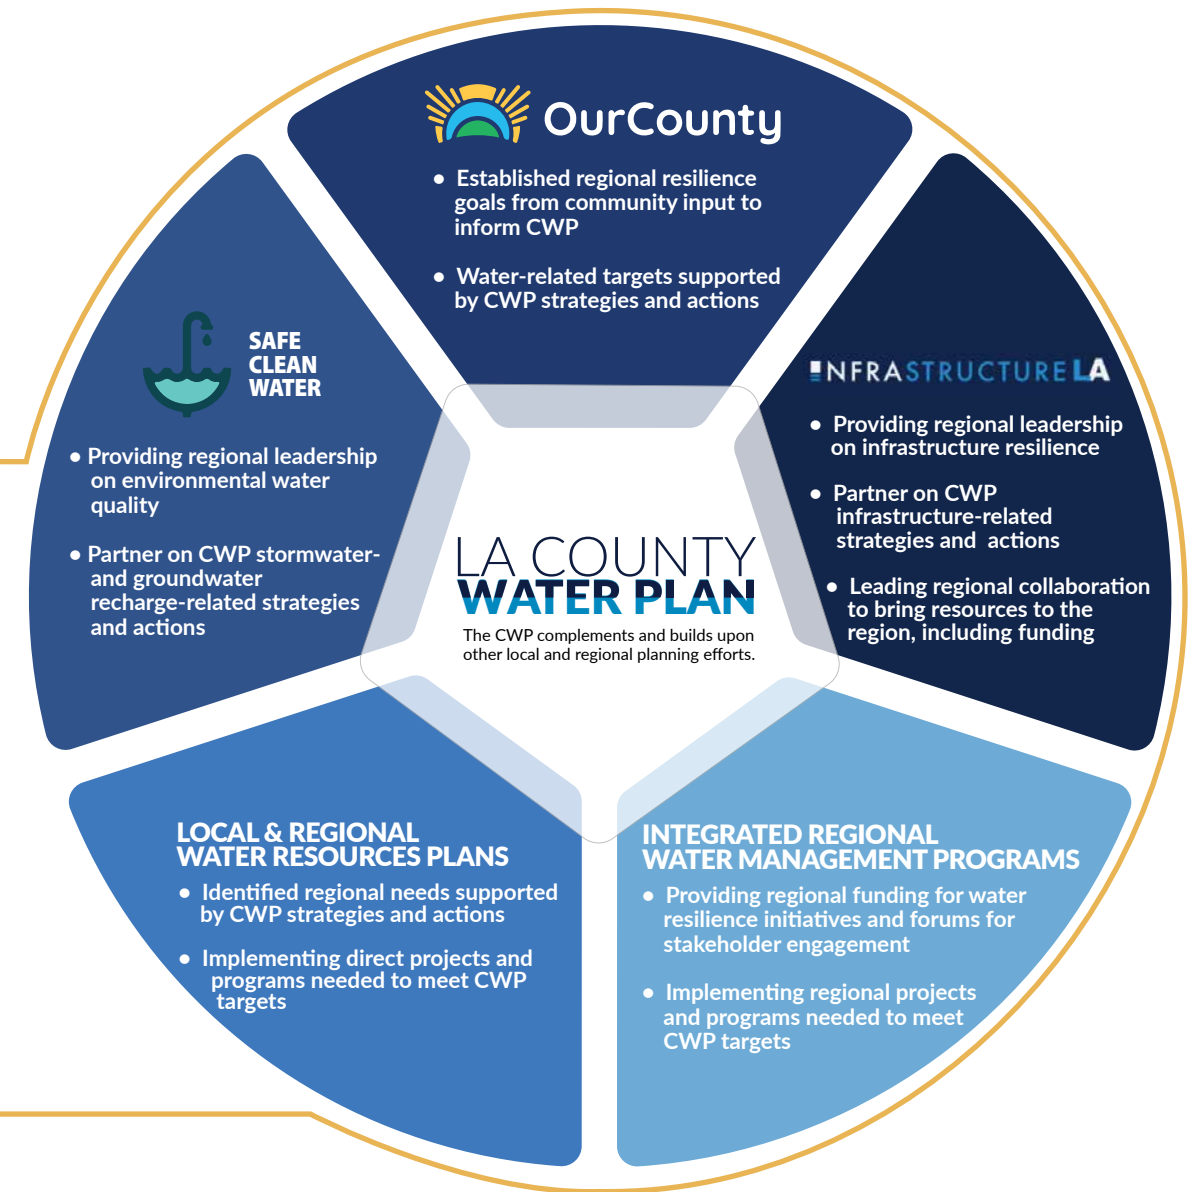 OurCounty
• Established regional resilience
goals from community input to
inform CWP
• Water-related targets supported
by CWP strategies and actions
SAFE
CLEAN
WATER
• Providing regional leadership
on environmental water
quality
• Partner on CWP stormwater-
and groundwater
recharge-related strategies
and actions
INFRASTRUCTURE LA
• Providing regional leadership
on infrastructure resilience
• Partner on CWP
infrastructure-related
strategies and actions
• Leading regional collaboration
to bring resources to the
region, including funding
LA COUNTY
WATER PLAN
The CWP complements and builds upon
other local and regional planning efforts.
LOCAL & REGIONAL
WATER RESOURCES PLANS
• Identified regional needs supported
by CWP strategies and actions
• Implementing direct projects and
programs needed to meet CWP
targets
INTEGRATED REGIONAL
WATER MANAGEMENT PROGRAMS
• Providing regional funding for water
resilience initiatives and forums for
stakeholder engagement
• Implementing regional projects
and programs needed to meet
CWP targets